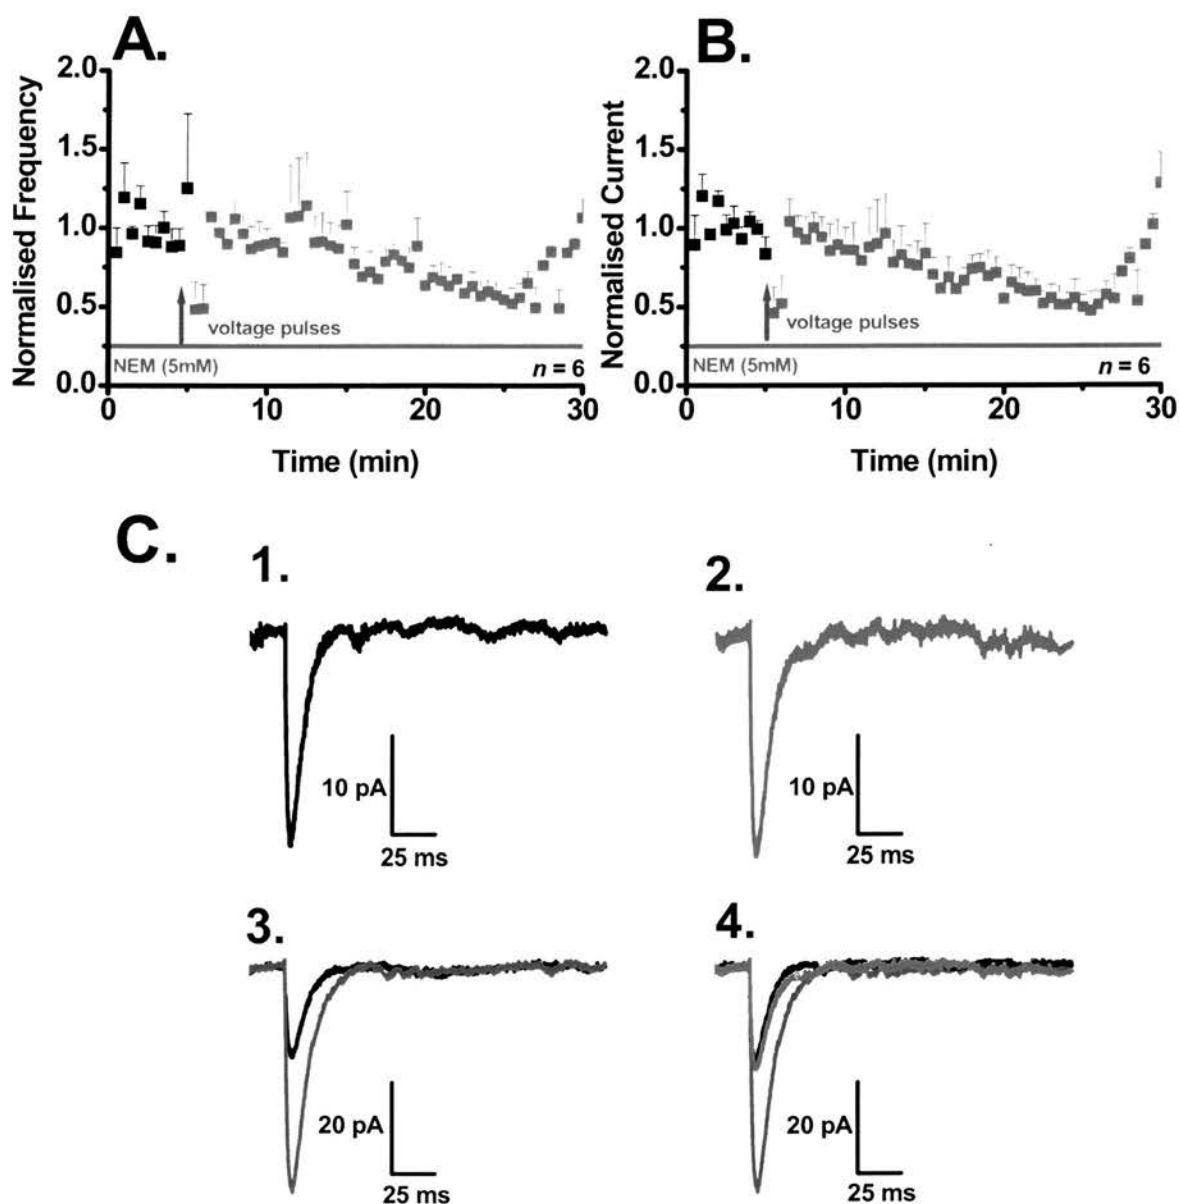 A.
Normalised Frequency
2.0
1.5
1.0
0.5
0.0
voltage pulses
NEM (5mM)
n = 6
0
10
20
30
Time (min)
B.
Normalised Current
2.0
1.5
1.0
0.5
0.0
voltage pulses
NEM (5mM)
n = 6
0
10
20
30
Time (min)
C.
1.
10 pA
25 ms
2.
10 pA
25 ms
3.
20 pA
25 ms
4.
20 pA
25 ms